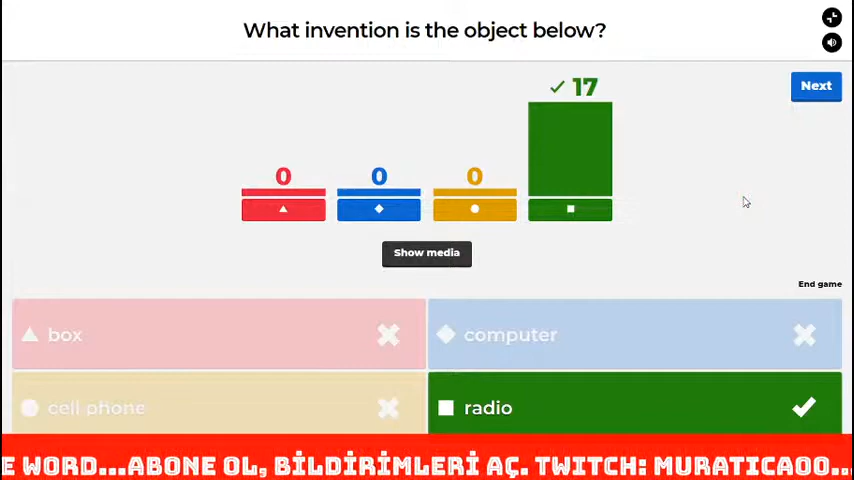 What invention is the object below?
Next
0
0
0
17
Show media
End game
box
computer
cell phone
radio
E WORD...ABONE OL, BİLDİRİMLERİ AÇ. TWITCH: MURATICAOO..